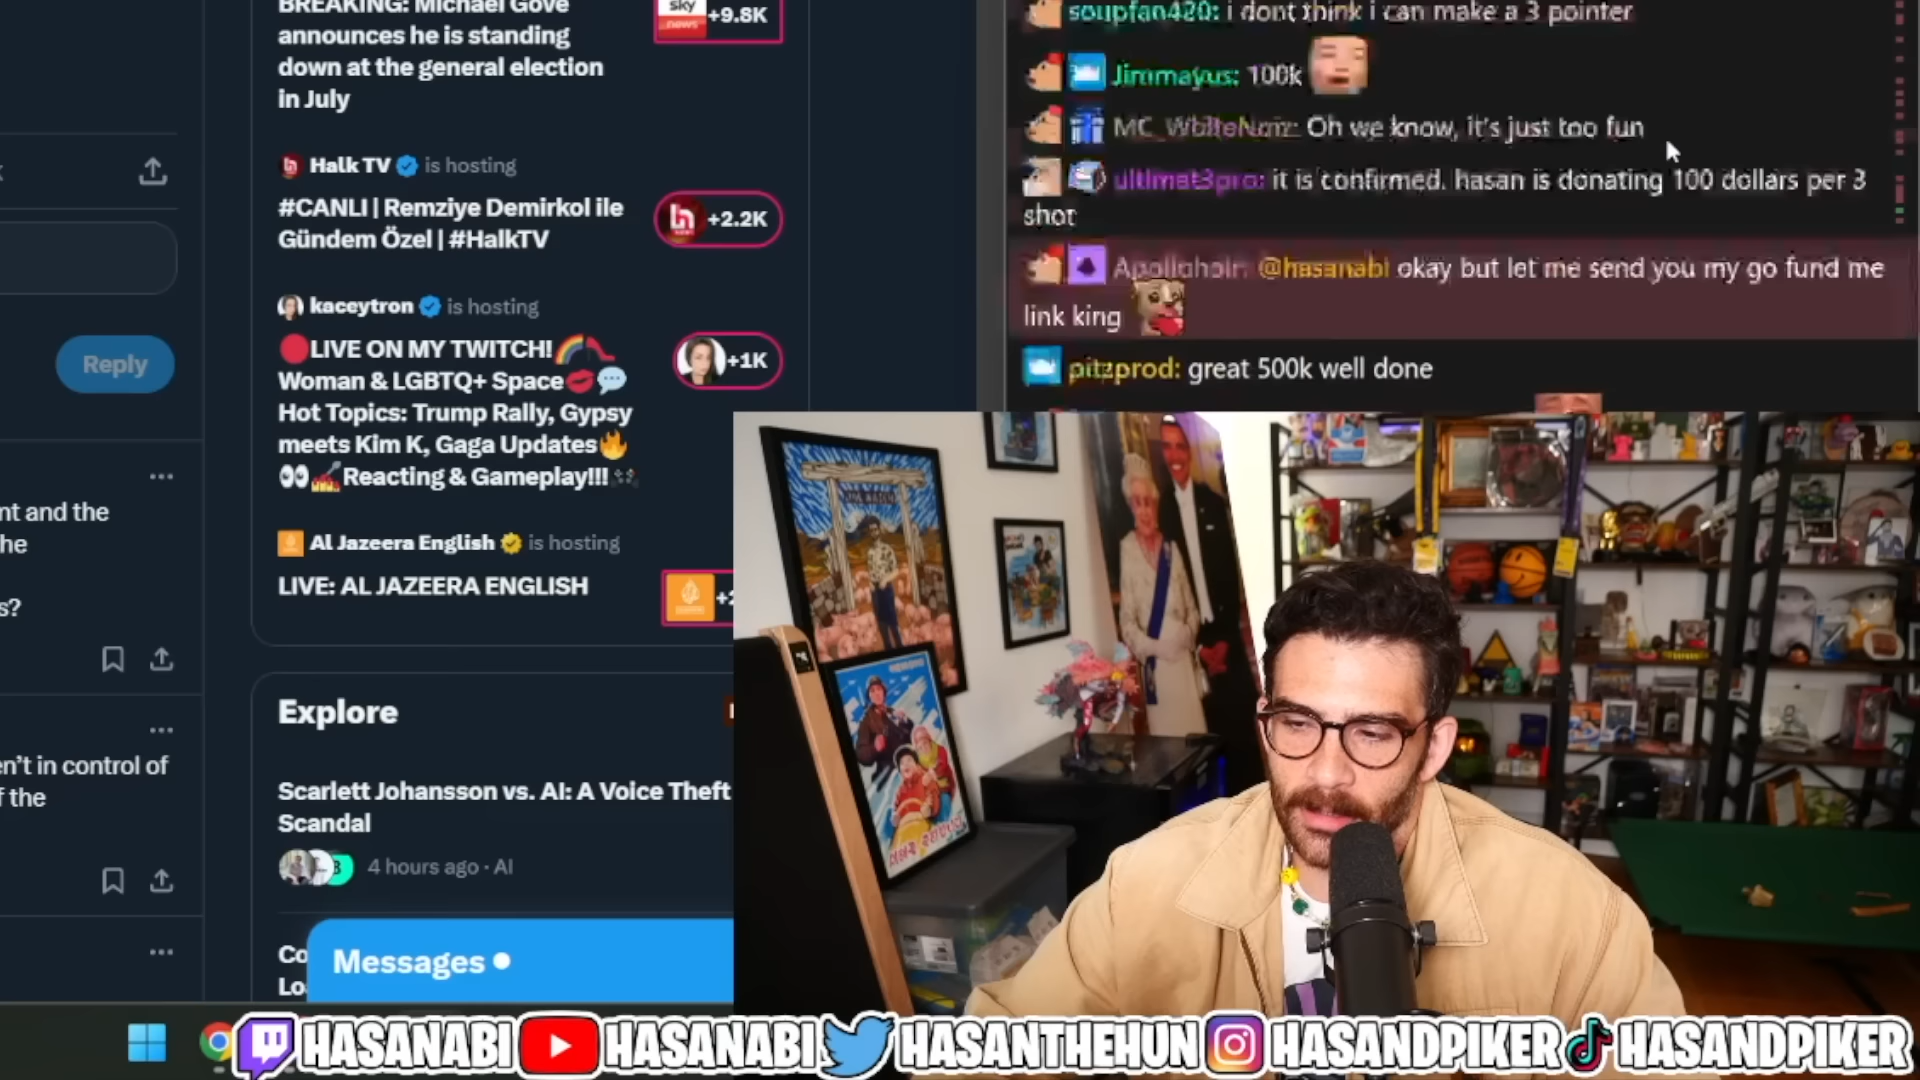 BREAKING: Michael Gove
announces he is standing
down at the general election
in July
sky
news
+9.8K
Halk TV is hosting
#CANLI | Remziye Demirkol ile
Gündem Özel | #HalkTV
+2.2K
kaceytron is hosting
🔴LIVE ON MY TWITCH!🌈👠
Woman & LGBTQ+ Space💋💬
Hot Topics: Trump Rally, Gypsy
meets Kim K, Gaga Updates🔥
👀💅Reacting & Gameplay!!!
+1K
Al Jazeera English is hosting
LIVE: AL JAZEERA ENGLISH
Reply
nt and the
he
s?
n't in control of
f the
Explore
Scarlett Johansson vs. AI: A Voice Theft
Scandal
4 hours ago · AI
Co
Lo
Messages
soupfan420: i dont think i can make a 3 pointer
Jimmayus: 100k
Oh we know, it's just too fun
ultimat3pro: it is confirmed. hasan is donating 100 dollars per 3
shot
@hasanabi okay but let me send you my go fund me
link king
pitzprod: great 500k well done
HASANABI HASANABI HASANTHEHUN HASANDPIKER HASANDPIKER